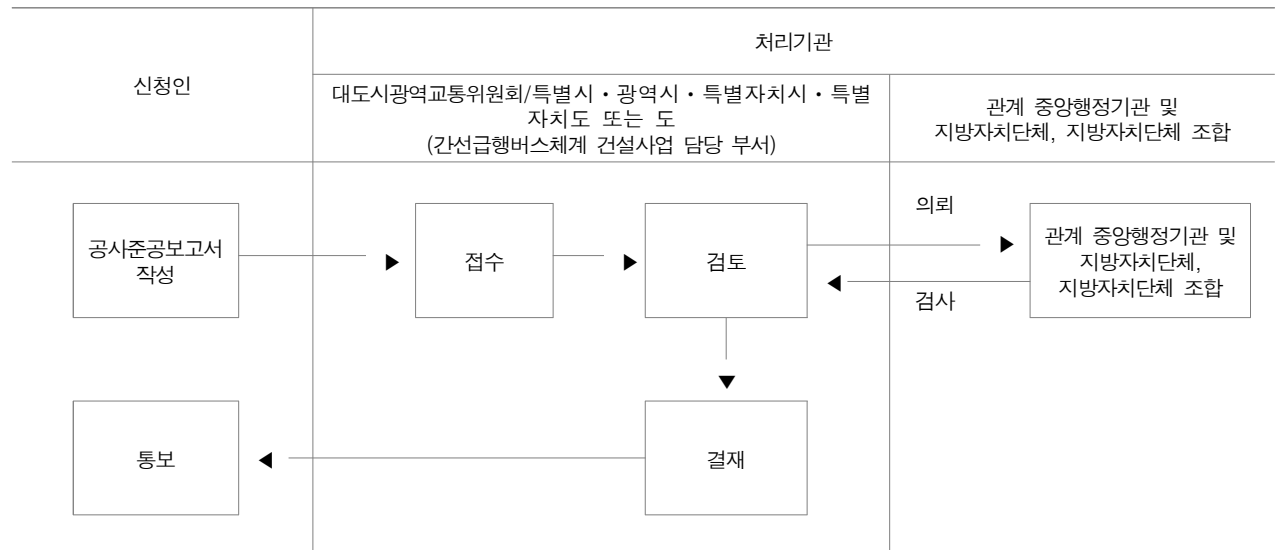 신청인
처리기관
대도시광역교통위원회/특별시·광역시·특별자치시·특별
자치도 또는 도
(간선급행버스체계 건설사업 담당 부서)
관계 중앙행정기관 및
지방자치단체, 지방자치단체 조합
공사준공보고서
작성
접수
검토
의뢰
검사
관계 중앙행정기관 및
지방자치단체,
지방자치단체 조합
통보
결재